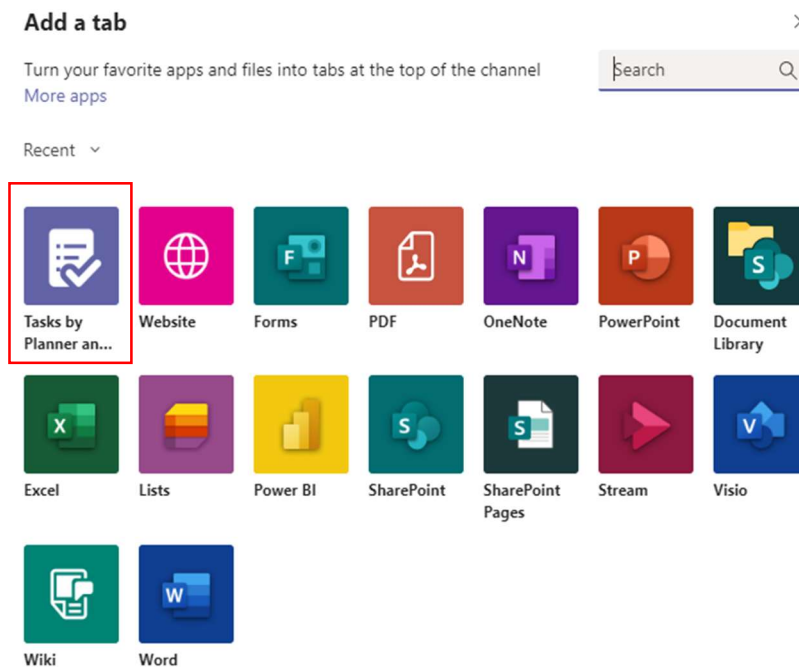 Add a tab
Turn your favorite apps and files into tabs at the top of the channel
Search
More apps
Recent
Tasks by
Planner an...
Website
F
Forms
PDF
N
OneNote
P
PowerPoint
S
Document
Library
X
Excel
Lists
Power BI
S
SharePoint
S
SharePoint
Pages
Stream
V
Visio
Wiki
W
Word